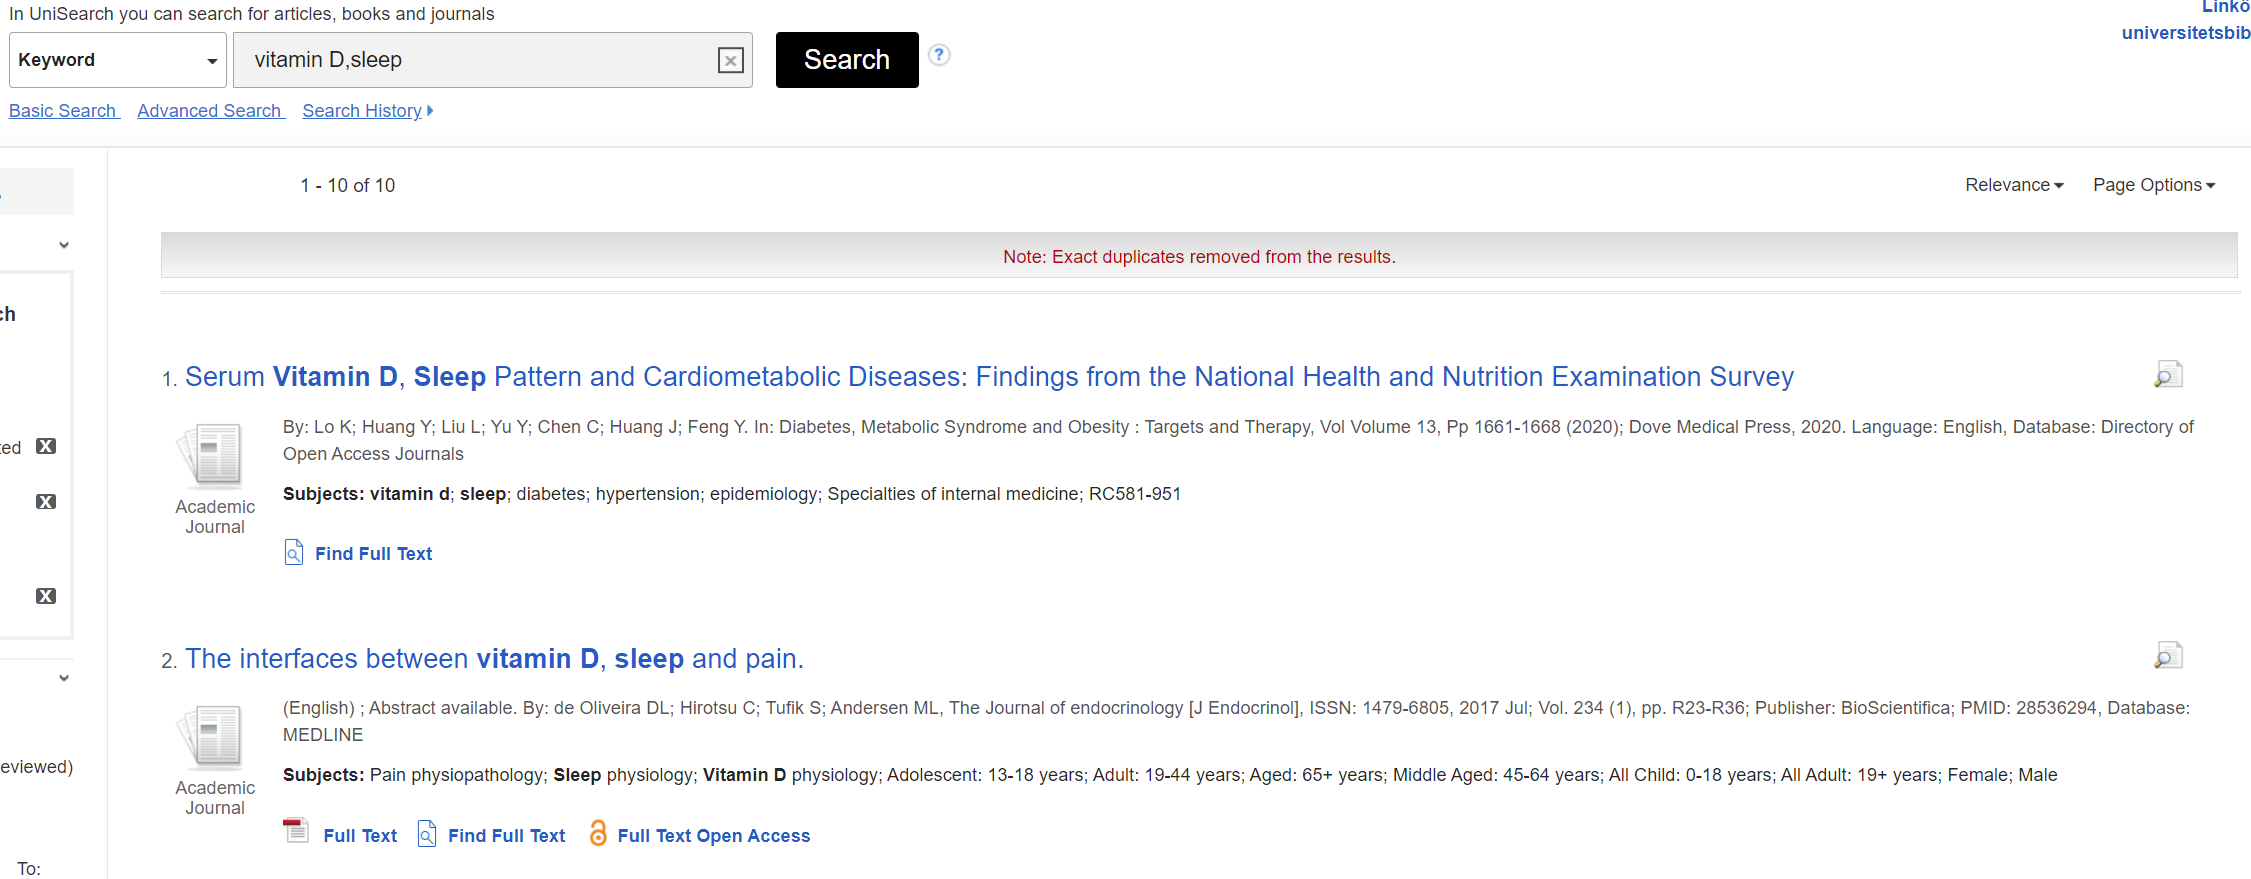 In UniSearch you can search for articles, books and journals
Linkö
universitetsbib
Keyword
vitamin D,sleep
Search
?
Basic Search Advanced Search Search History
1 - 10 of 10
Relevance Page Options
Note: Exact duplicates removed from the results.
ch
1. Serum Vitamin D, Sleep Pattern and Cardiometabolic Diseases: Findings from the National Health and Nutrition Examination Survey
By: Lo K; Huang Y; Liu L; Yu Y; Chen C; Huang J; Feng Y. In: Diabetes, Metabolic Syndrome and Obesity : Targets and Therapy, Vol Volume 13, Pp 1661-1668 (2020); Dove Medical Press, 2020. Language: English, Database: Directory of
Open Access Journals
ted X
Subjects: vitamin d; sleep; diabetes; hypertension; epidemiology; Specialties of internal medicine; RC581-951
X
Academic
Journal
Find Full Text
X
2. The interfaces between vitamin D, sleep and pain.
(English) ; Abstract available. By: de Oliveira DL; Hirotsu C; Tufik S; Andersen ML, The Journal of endocrinology [J Endocrinol], ISSN: 1479-6805, 2017 Jul; Vol. 234 (1), pp. R23-R36; Publisher: BioScientifica; PMID: 28536294, Database:
MEDLINE
eviewed)
Subjects: Pain physiopathology; Sleep physiology; Vitamin D physiology; Adolescent: 13-18 years; Adult: 19-44 years; Aged: 65+ years; Middle Aged: 45-64 years; All Child: 0-18 years; All Adult: 19+ years; Female; Male
Academic
Journal
Full Text Find Full Text Full Text Open Access
To: